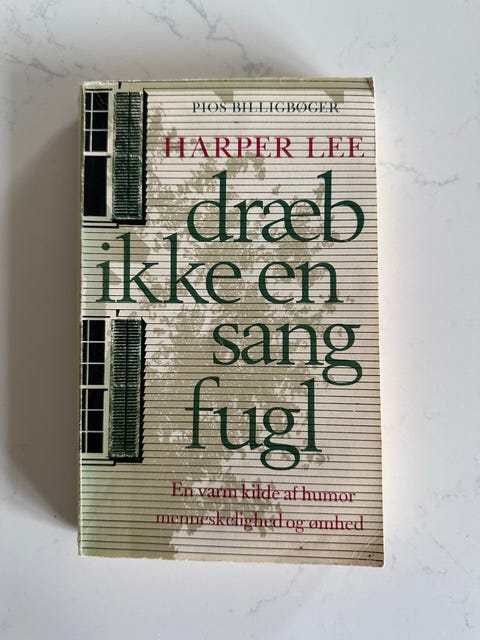 PIOS BILLIGBØGER
HARPER LEE
dræb
ikke en
sang
fugl
En varm kilde af humor
menneskelighed og ømhed